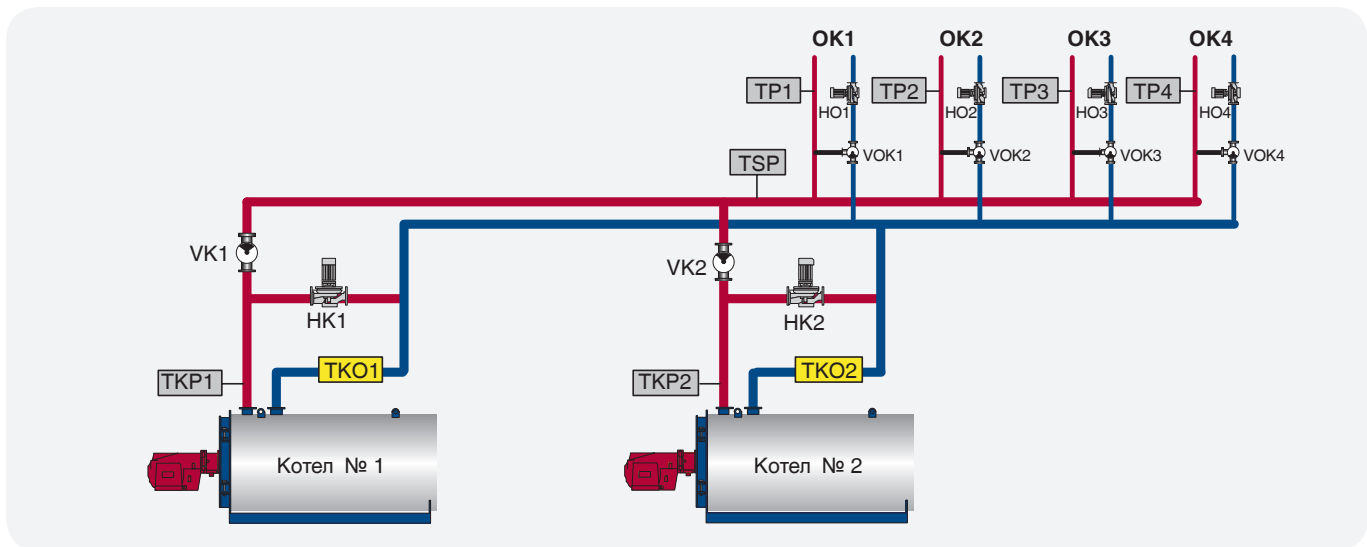 OK1 OK2 OK3 OK4
TP1 TP2 TP3 TP4
HO1 HO2 HO3 HO4
VOK1 VOK2 VOK3 VOK4
TSP
VK1 VK2
HK1 HK2
TKO1 TKO2
TKP1 TKP2
Котел № 1 Котел № 2